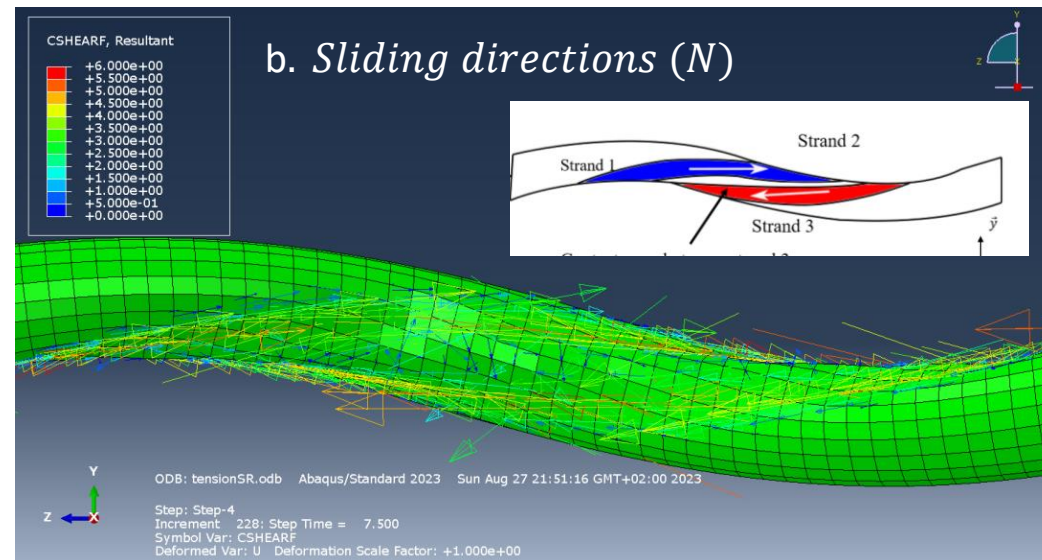 CSHEARF, Resultant
+6.000e+00
+5.500e+00
+5.000e+00
+4.500e+00
+4.000e+00
+3.500e+00
+3.000e+00
+2.500e+00
+2.000e+00
+1.500e+00
+1.000e+00
+5.000e-01
+0.000e+00
b. Sliding directions (N)
Y
Z
X
Strand 2
Strand 1
Strand 3
y
ODB: tensionSR.odb Abaqus/Standard 2023 Sun Aug 27 21:51:16 GMT+02:00 2023
Y
Z
X
Step: Step-4
Increment 228: Step Time = 7.500
Symbol Var: CSHEARF
Deformed Var: U Deformation Scale Factor: +1.000e+00